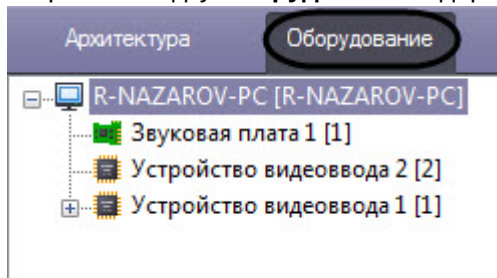 Архитектура Оборудование
R-NAZAROV-PC [R-NAZAROV-PC]
Звуковая плата 1 [1]
Устройство видеоввода 2 [2]
Устройство видеоввода 1 [1]